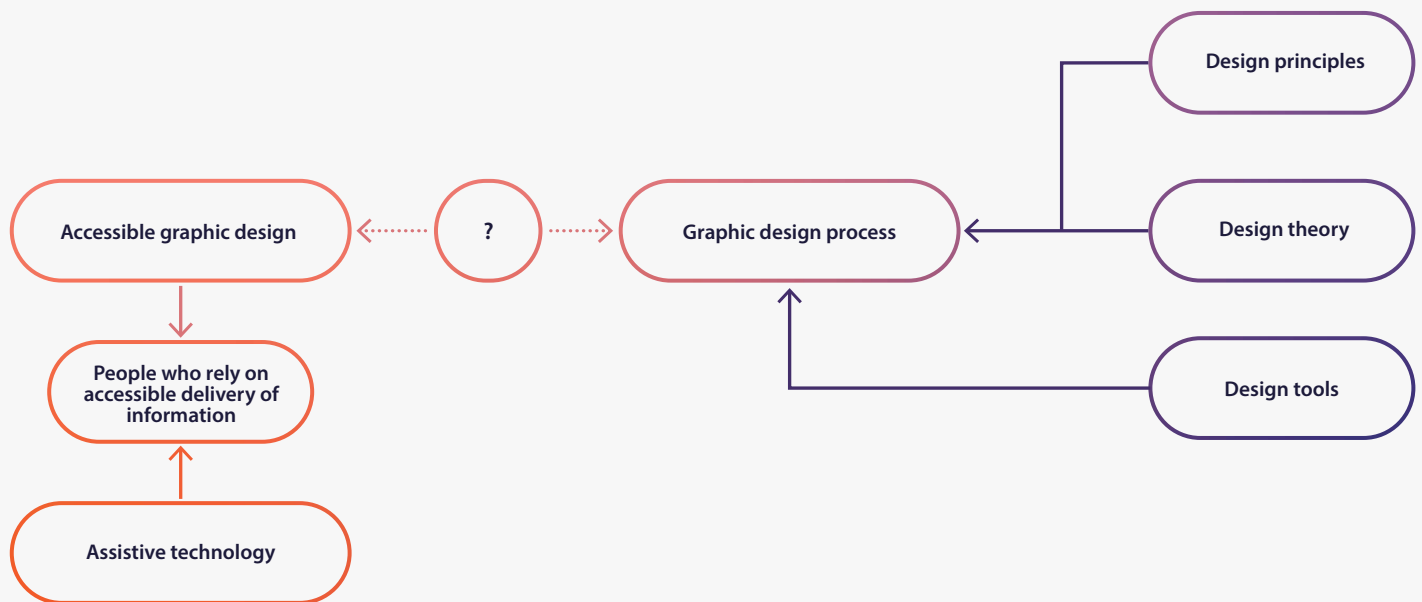 Design principles
Accessible graphic design
?
Graphic design process
Design theory
People who rely on
accessible delivery of
information
Design tools
Assistive technology